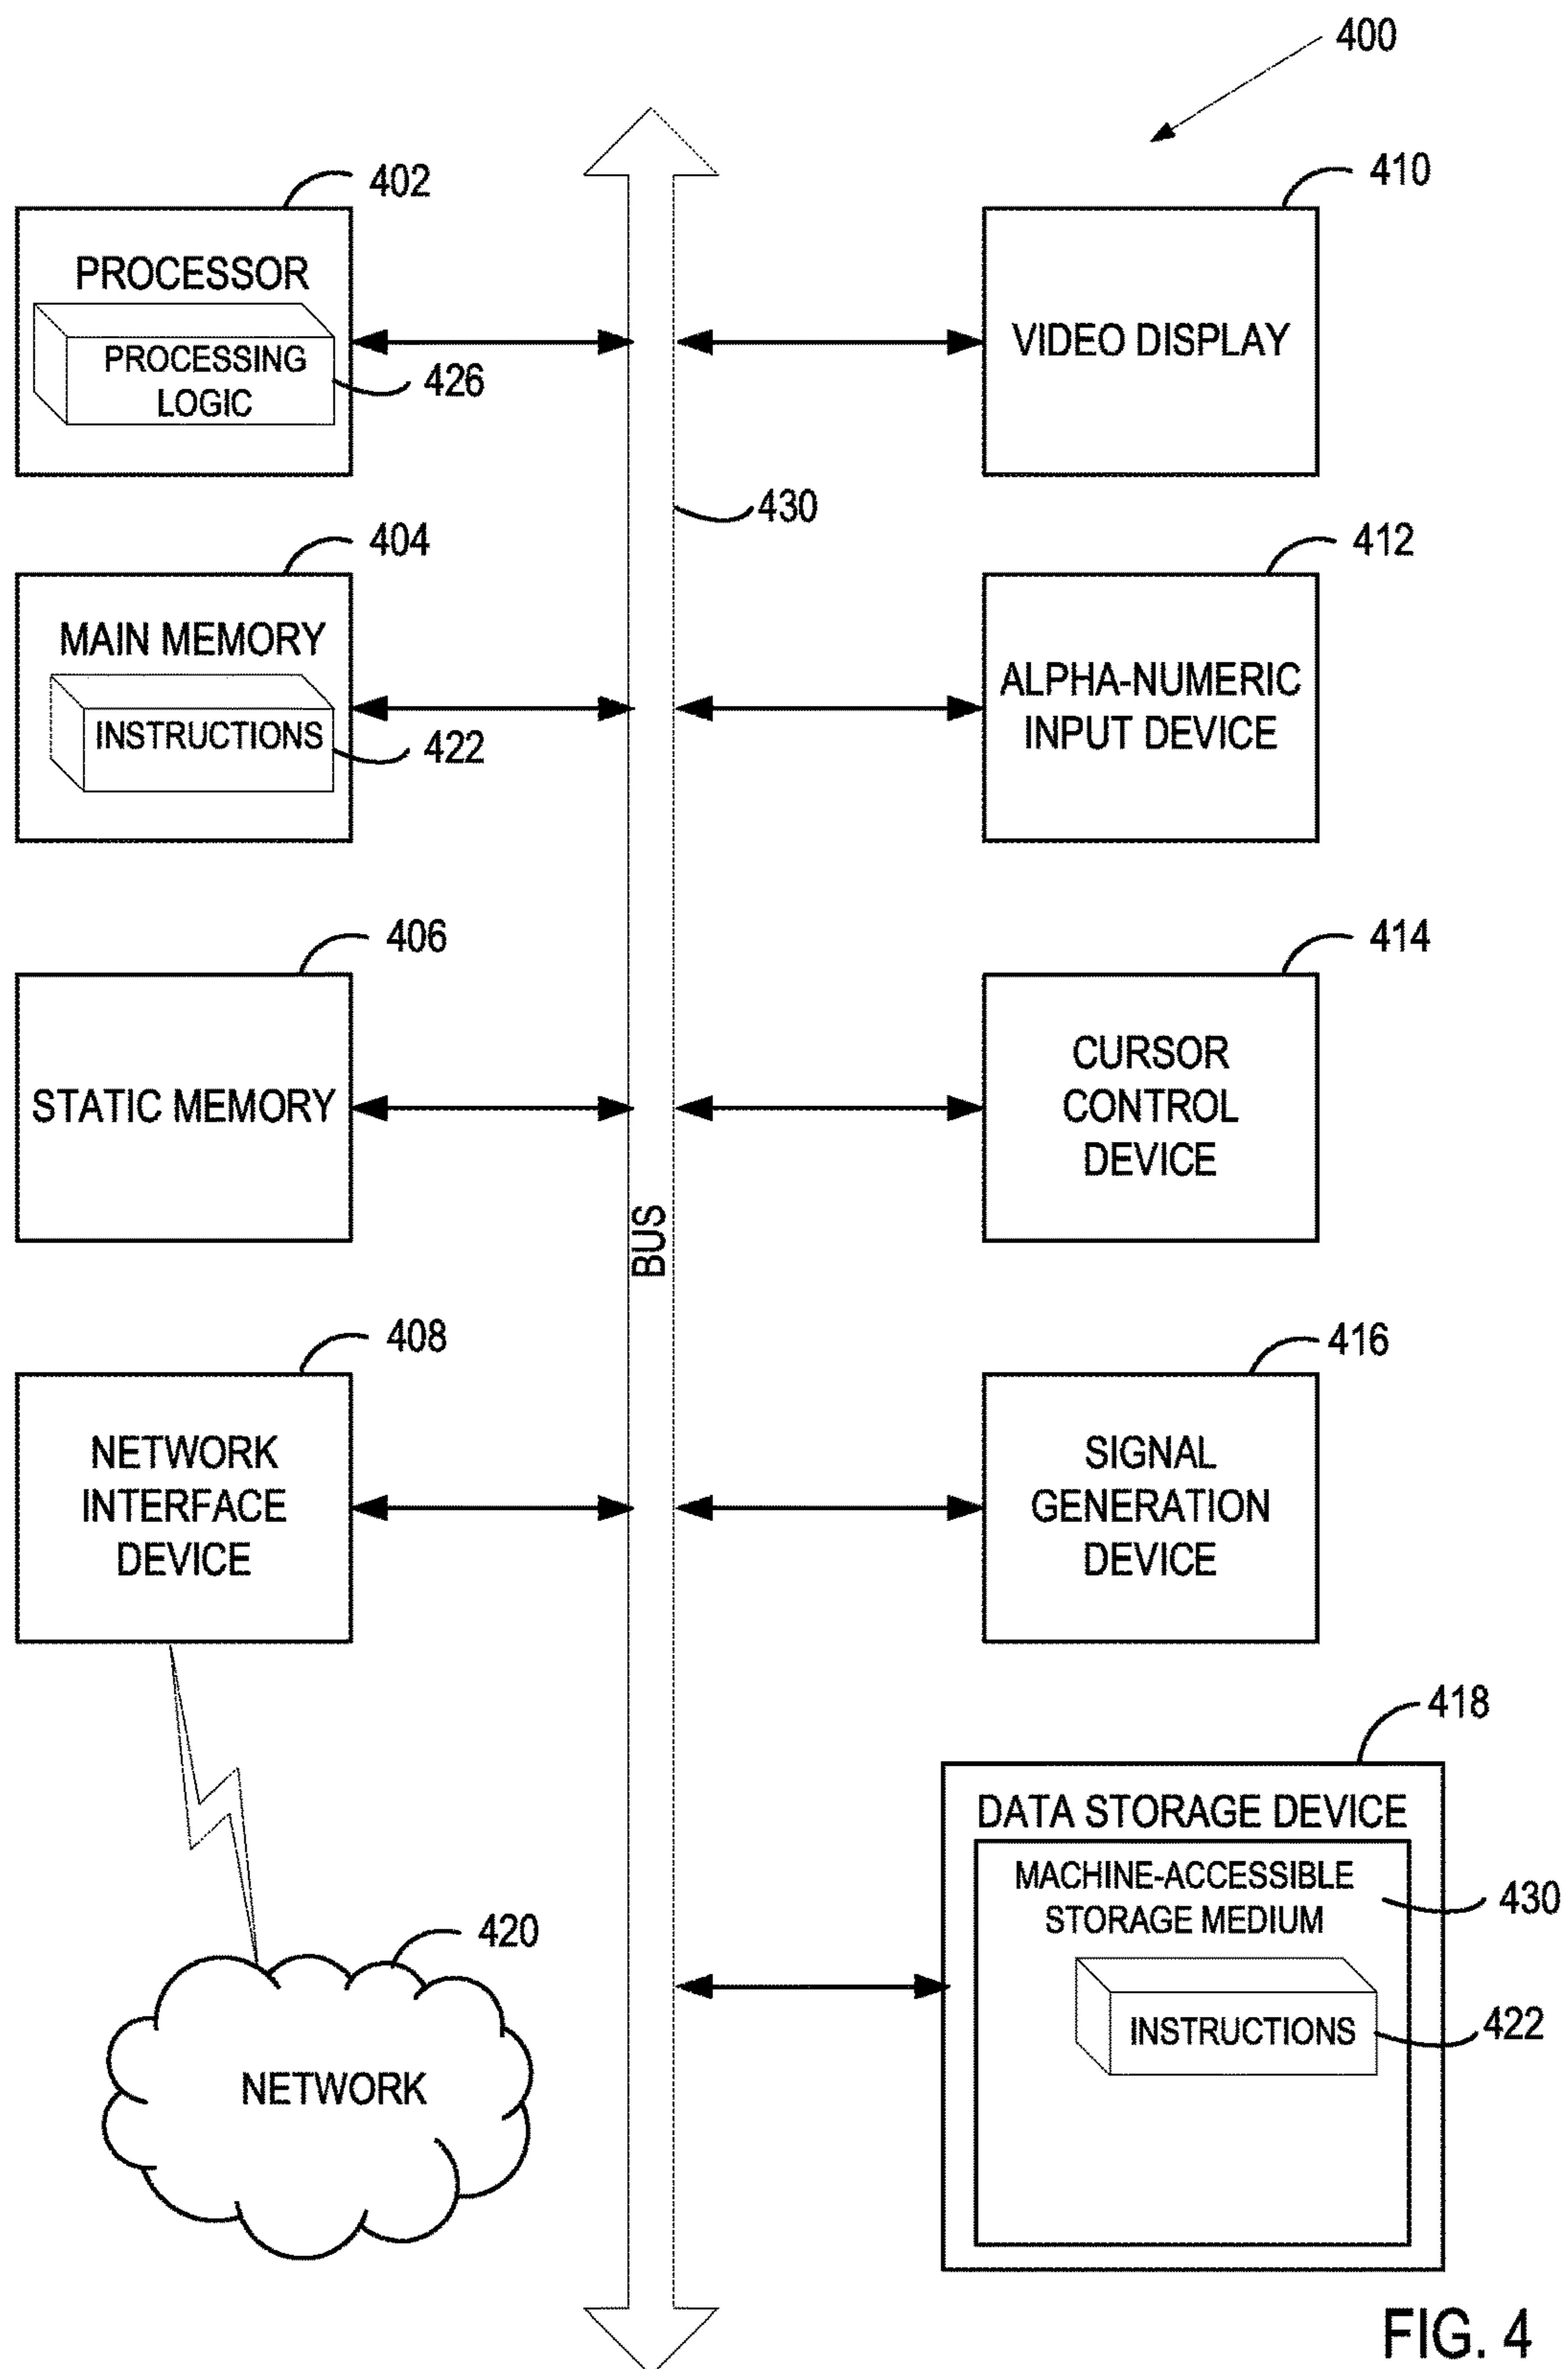 400
402
PROCESSOR
PROCESSING
LOGIC
426
410
VIDEO DISPLAY
430
404
MAIN MEMORY
INSTRUCTIONS
422
412
ALPHA-NUMERIC
INPUT DEVICE
406
STATIC MEMORY
414
CURSOR
CONTROL
DEVICE
BUS
408
NETWORK
INTERFACE
DEVICE
416
SIGNAL
GENERATION
DEVICE
418
DATA STORAGE DEVICE
MACHINE-ACCESSIBLE
STORAGE MEDIUM
430
INSTRUCTIONS
422
420
NETWORK
FIG. 4